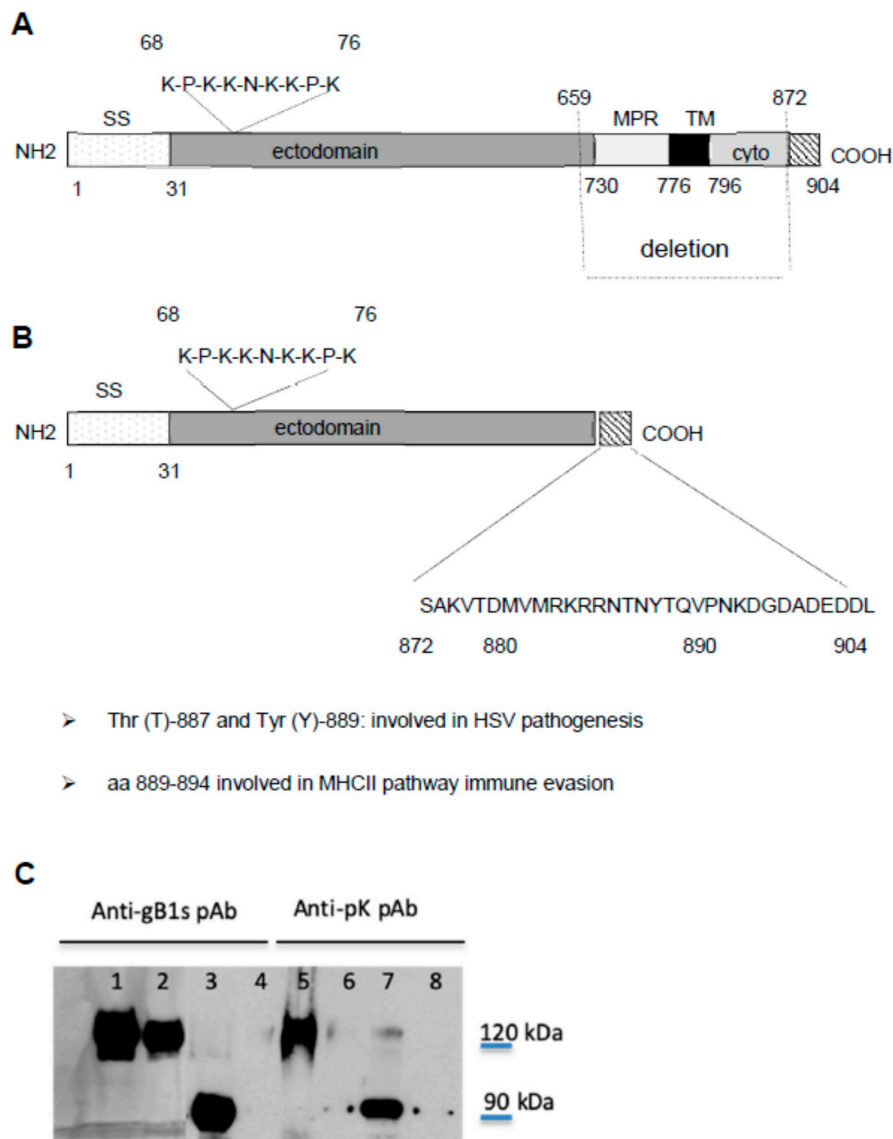 A
68 76
K-P-K-K-N-K-K-P-K
659 872
SS MPR TM
NH2 ectodomain cyto COOH
1 31 730 776 796 904
deletion
B
68 76
K-P-K-K-N-K-K-P-K
SS
NH2 ectodomain COOH
1 31
SAKVTDMVMRKRRNTNYTQVPNKDGDADEDDL
872 880 890 904
➢ Thr (T)-887 and Tyr (Y)-889: involved in HSV pathogenesis
➢ aa 889-894 involved in MHCII pathway immune evasion
C
Anti-gB1s pAb Anti-pK pAb
1 2 3 4 5 6 7 8
120 kDa
90 kDa